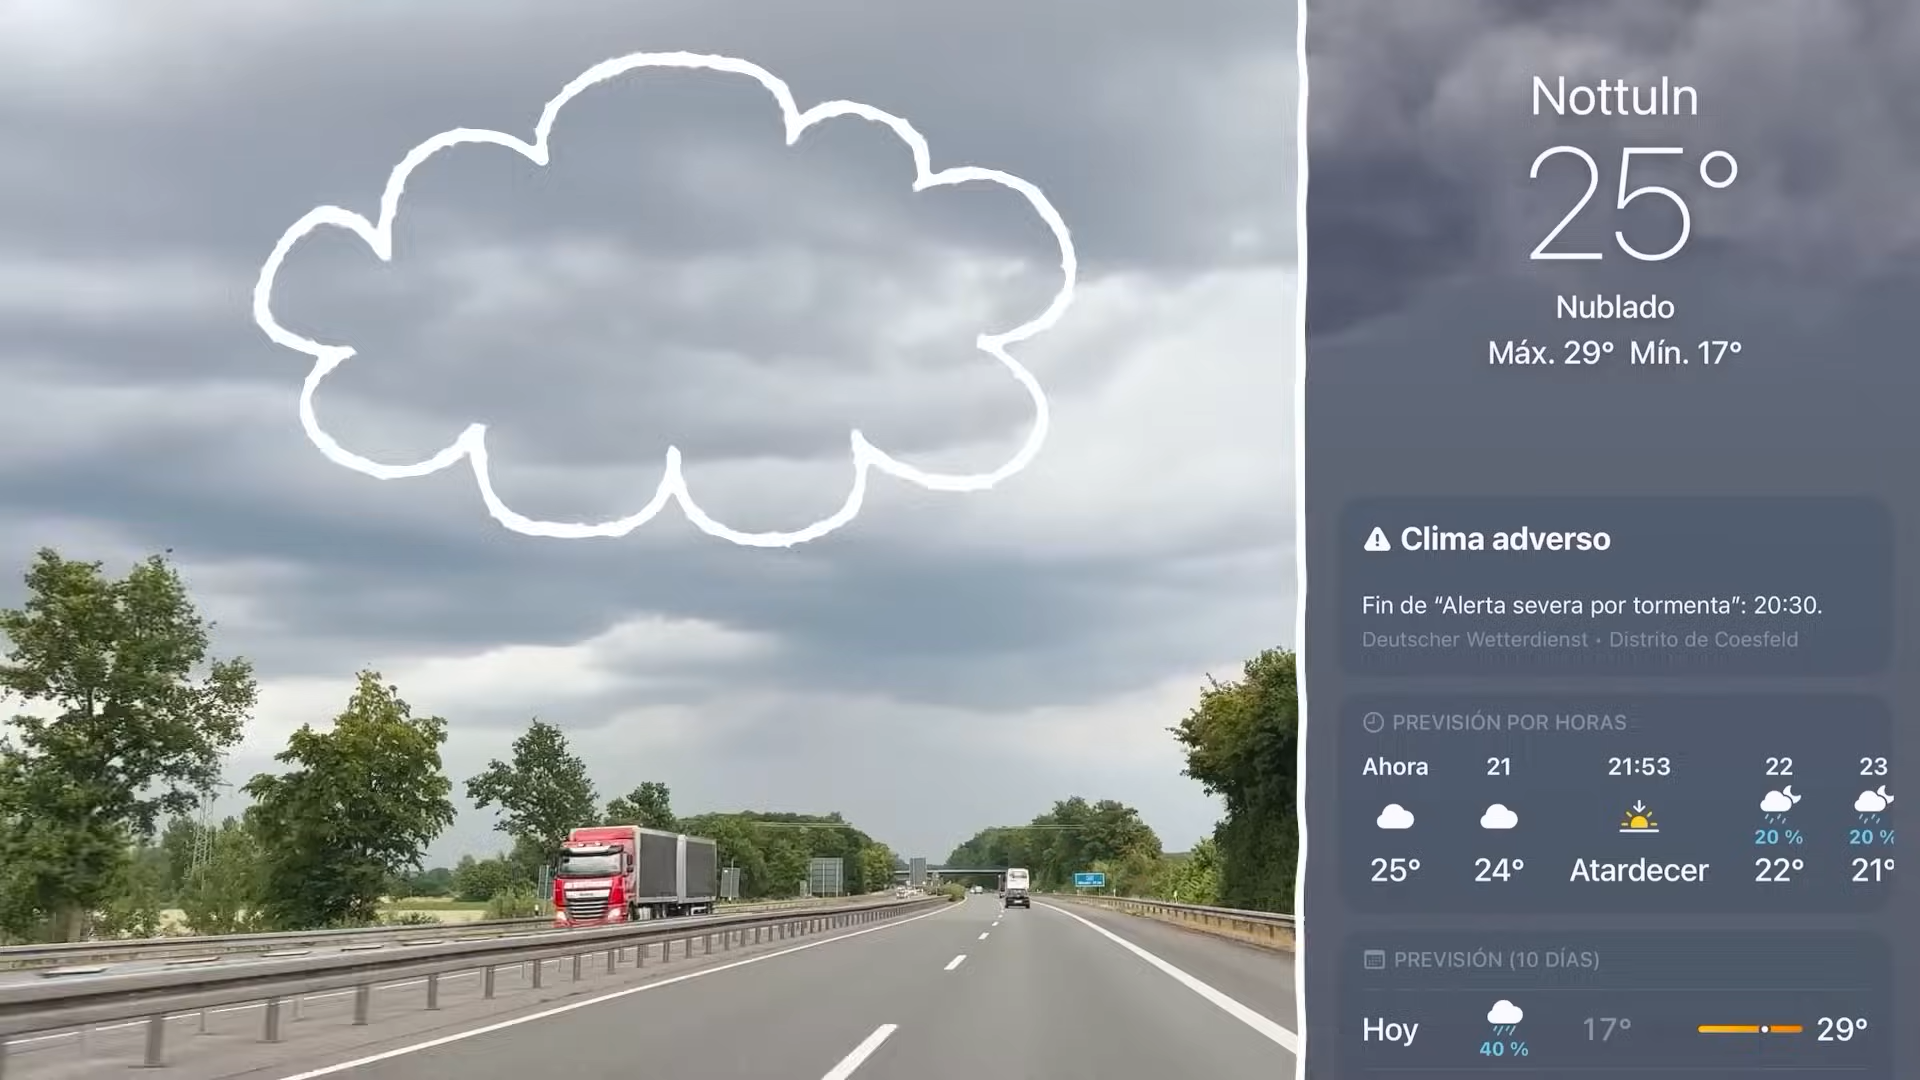 Nottuln
25°
Nublado
Máx. 29° Mín. 17°
Clima adverso
Fin de “Alerta severa por tormenta”: 20:30.
Deutscher Wetterdienst • Distrito de Coesfeld
PREVISIÓN POR HORAS
Ahora 21 21:53 22 23
20 % 20 %
25° 24° Atardecer 22° 21°
PREVISIÓN (10 DÍAS)
Hoy 17° 29°
40 %